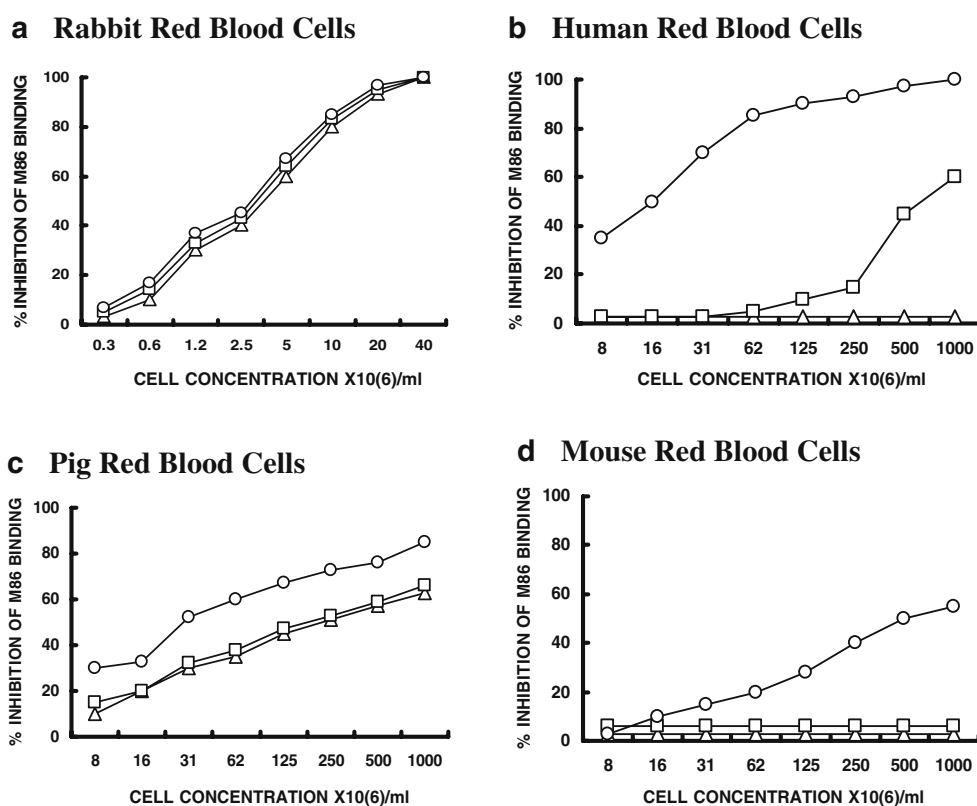 a Rabbit Red Blood Cells
% INHIBITION OF M86 BINDING
100
80
60
40
20
0
0.3 0.6 1.2 2.5 5 10 20 40
CELL CONCENTRATION X10(6)/ml
b Human Red Blood Cells
% INHIBITION OF M86 BINDING
100
80
60
40
20
0
8 16 31 62 125 250 500 1000
CELL CONCENTRATION X10(6)/ml
c Pig Red Blood Cells
% INHIBITION OF M86 BINDING
100
80
60
40
20
0
8 16 31 62 125 250 500 1000
CELL CONCENTRATION X10(6)/ml
d Mouse Red Blood Cells
% INHIBITION OF M86 BINDING
100
80
60
40
20
0
8 16 31 62 125 250 500 1000
CELL CONCENTRATION X10(6)/ml